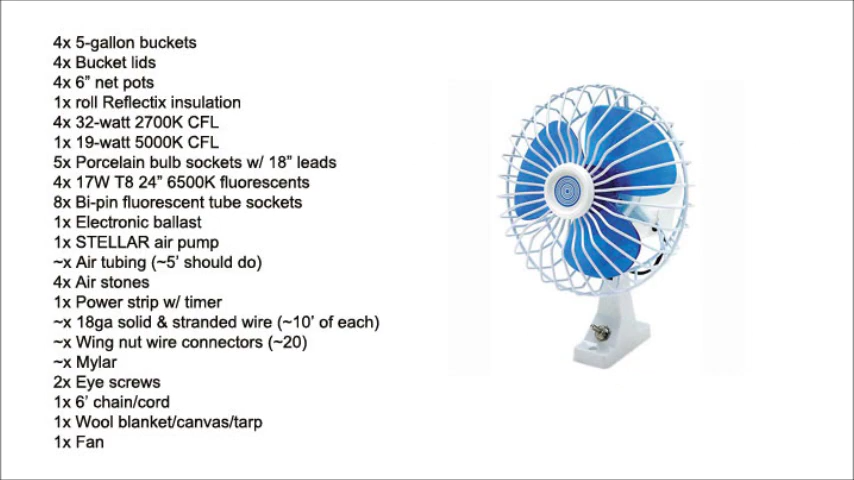 4x 5-gallon buckets
4x Bucket lids
4x 6” net pots
1x roll Reflectix insulation
4x 32-watt 2700K CFL
1x 19-watt 5000K CFL
5x Porcelain bulb sockets w/ 18” leads
4x 17W T8 24” 6500K fluorescents
8x Bi-pin fluorescent tube sockets
1x Electronic ballast
1x STELLAR air pump
~x Air tubing (~5’ should do)
4x Air stones
1x Power strip w/ timer
~x 18ga solid & stranded wire (~10’ of each)
~x Wing nut wire connectors (~20)
~x Mylar
2x Eye screws
1x 6’ chain/cord
1x Wool blanket/canvas/tarp
1x Fan